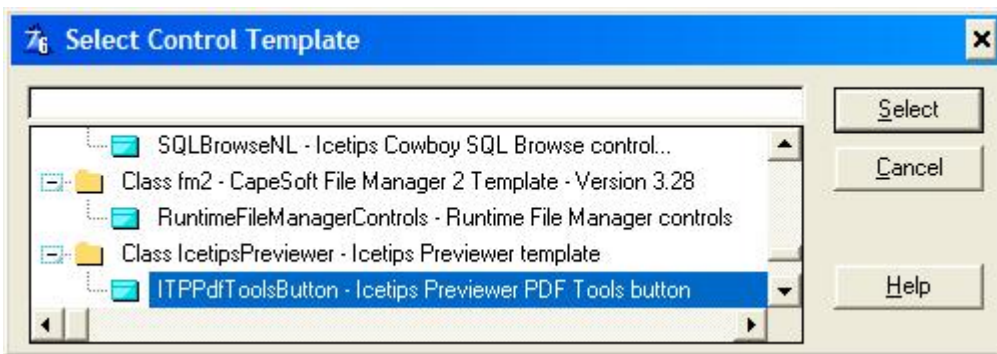 Select Control Template
Select
SQLBrowseNL - Icetips Cowboy SQL Browse control...
Class fm2 - CapeSoft File Manager 2 Template - Version 3.28
Cancel
RuntimeFileManagerControls - Runtime File Manager controls
Class IcetipsPreviewer - Icetips Previewer template
ITPPdfToolsButton - Icetips Previewer PDF Tools button
Help